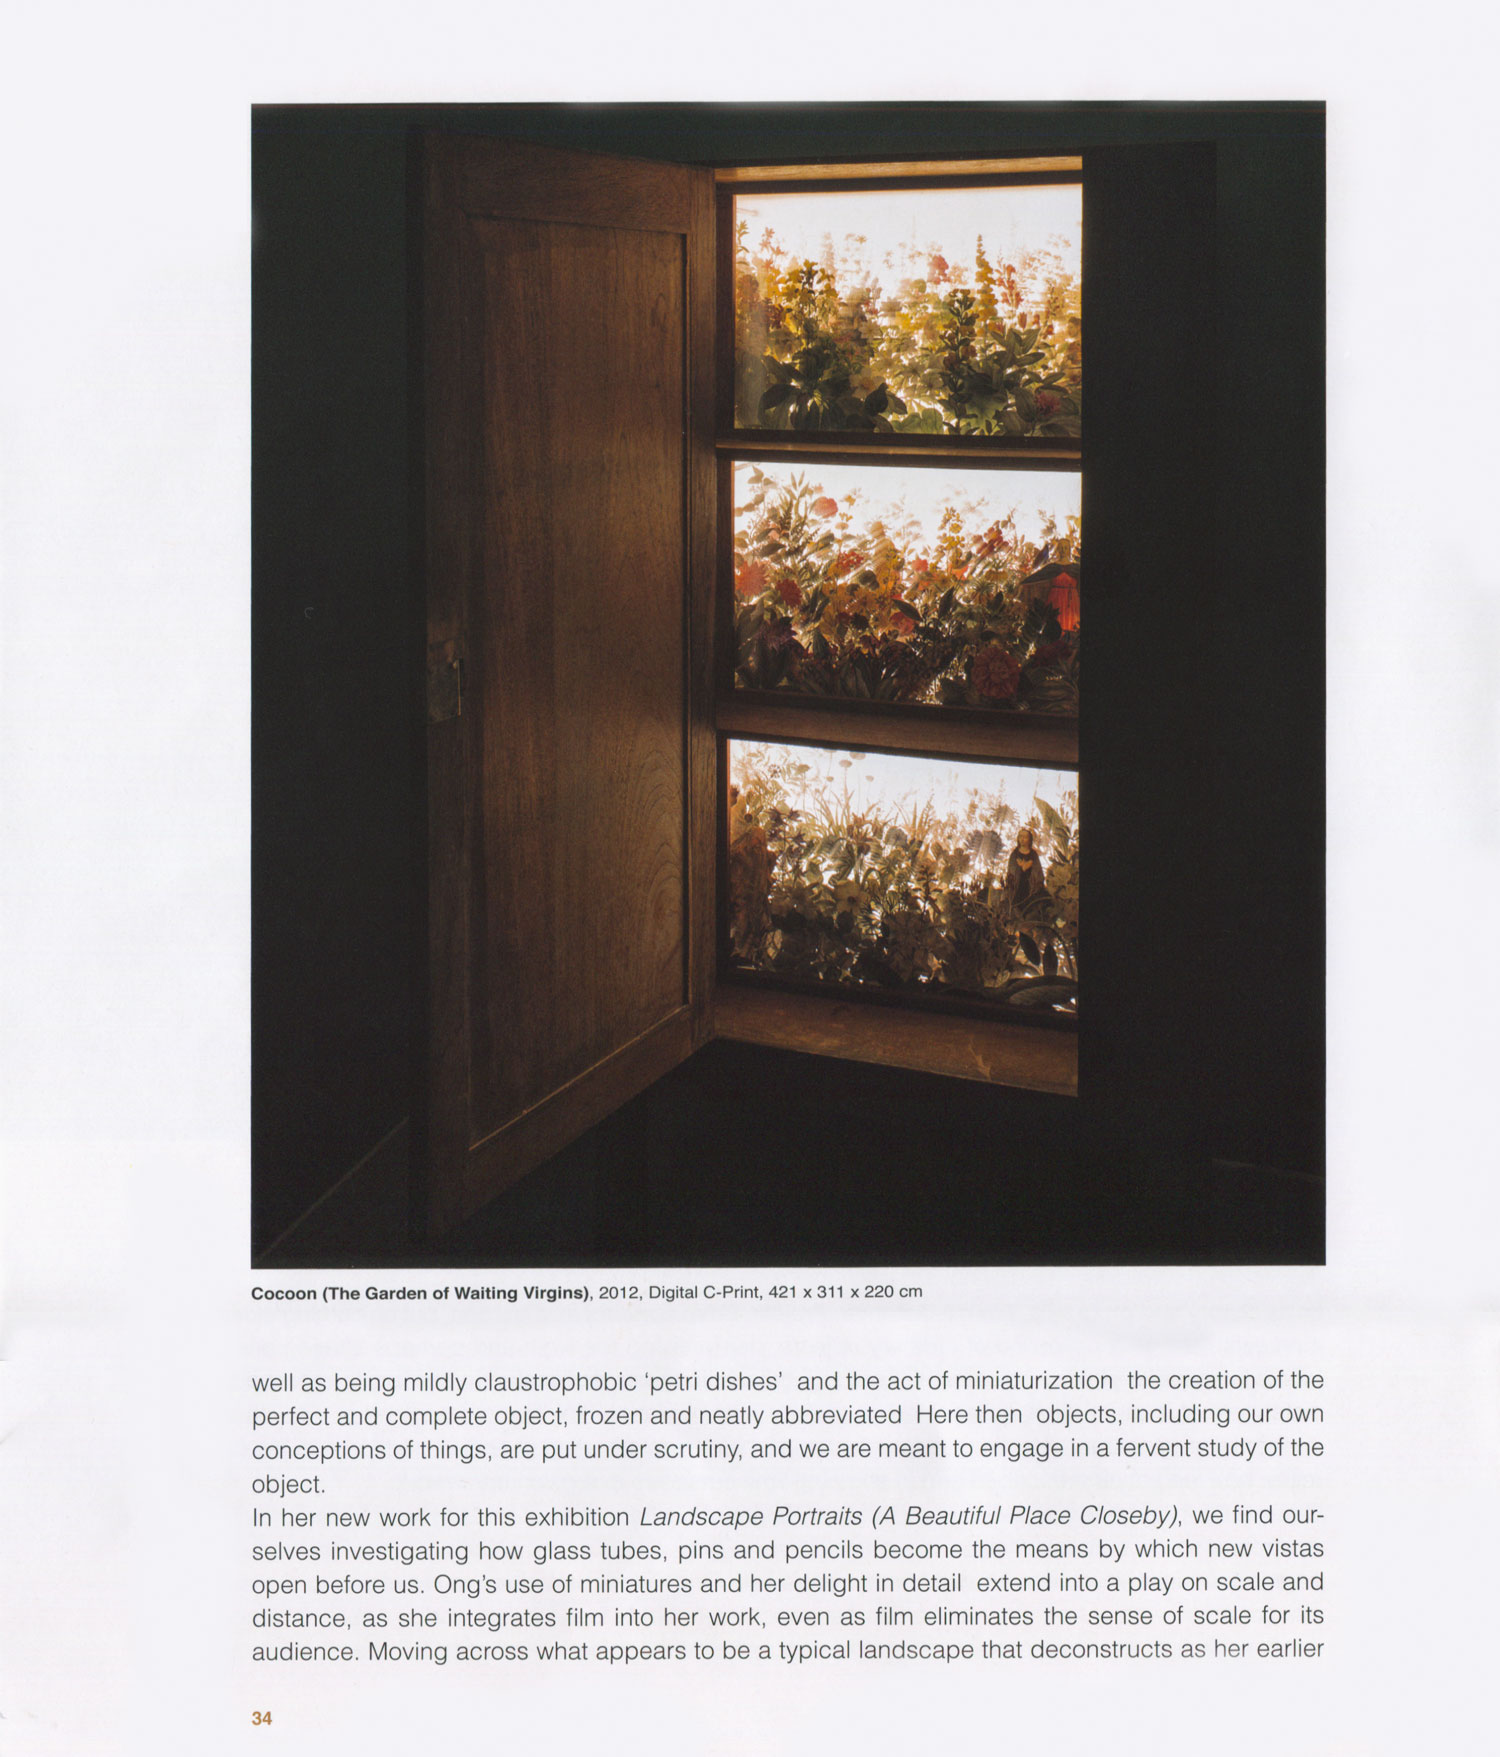 Cocoon (The Garden of Waiting Virgins), 2012, Digital C-Print, 421 x 311 x 220 cm
well as being mildly claustrophobic ‘petri dishes’ and the act of miniaturization the creation of the
perfect and complete object, frozen and neatly abbreviated Here then objects, including our own
conceptions of things, are put under scrutiny, and we are meant to engage in a fervent study of the
object.
In her new work for this exhibition Landscape Portraits (A Beautiful Place Closeby), we find our-
selves investigating how glass tubes, pins and pencils become the means by which new vistas
open before us. Ong’s use of miniatures and her delight in detail extend into a play on scale and
distance, as she integrates film into her work, even as film eliminates the sense of scale for its
audience. Moving across what appears to be a typical landscape that deconstructs as her earlier
34